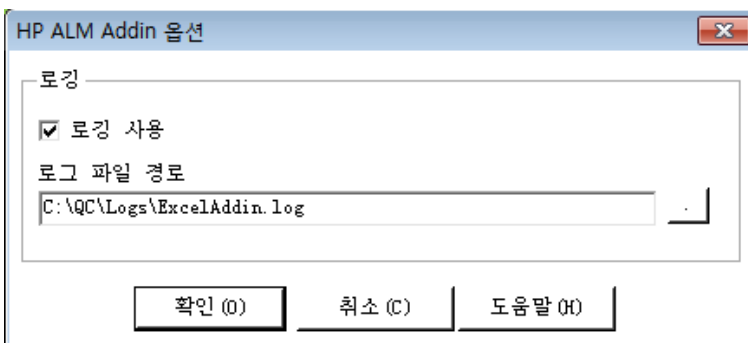 HP ALM Addin 옵션
로깅
로깅 사용
로그 파일 경로
C:\QC\Logs\ExcelAddin.log
.
확인(O) 취소(C) 도움말(H)